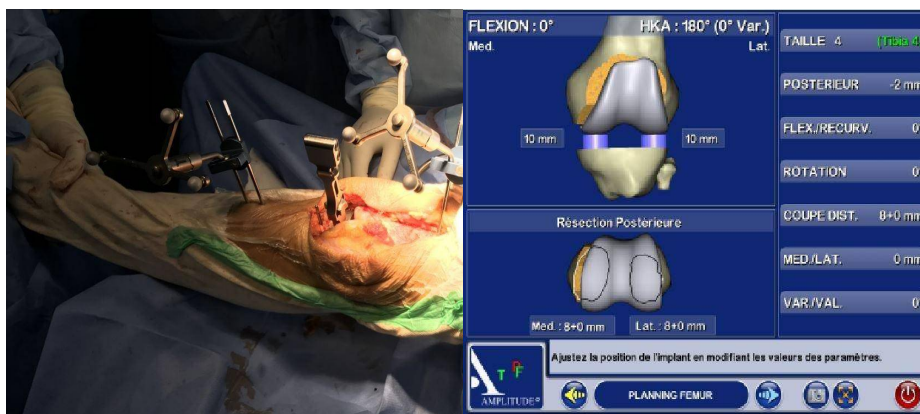 FLEXION : 0° HKA : 180° (0° Var.)
Med. Lat.
10 mm 10 mm
Résection Postérieure
Med. : 8+0 mm Lat. : 8+0 mm
TAILLE 4 (Tibia 4)
POSTERIEUR -2 mm
FLEX./RECURV. 0°
ROTATION 0°
COUPE DIST. 8+0 mm
MED./LAT. 0 mm
VAR./VAL. 0°
Ajustez la position de l'implant en modifiant les valeurs des paramètres.
T F
AMPLITUDE®
PLANNING FEMUR